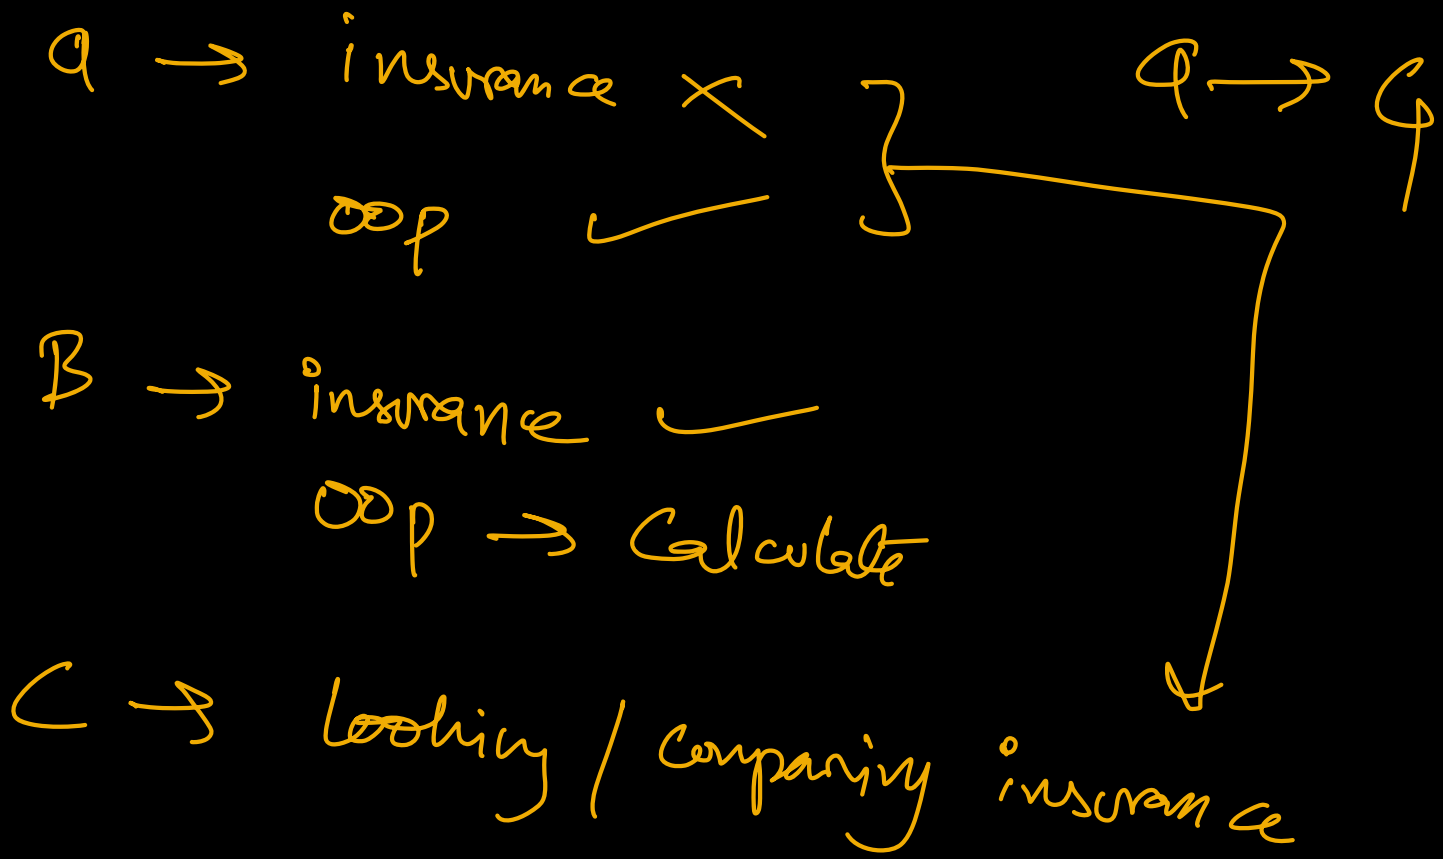 a → insurance ✗
oop ✓
B → insurance ✓
oop → Calculate
C → looking / comparing insurance